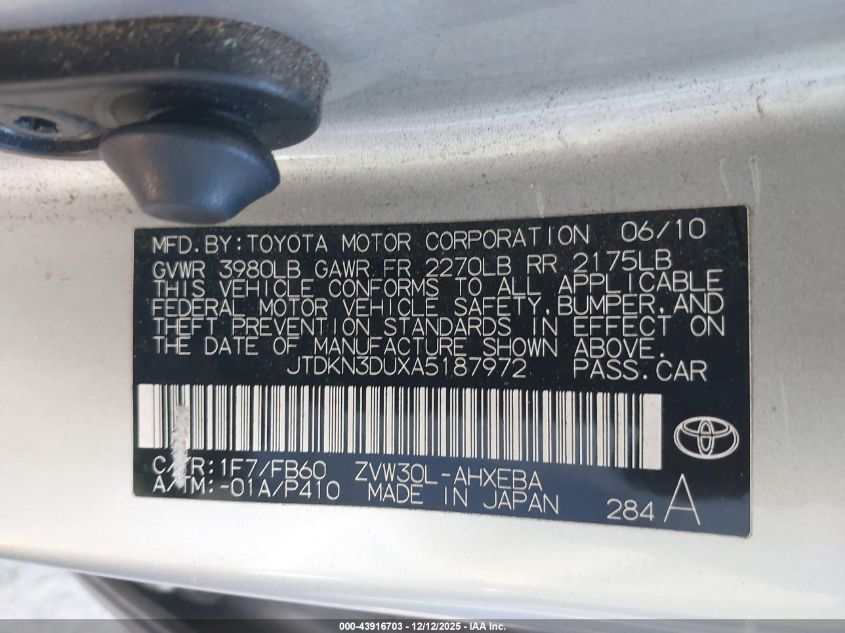 MFD. BY: TOYOTA MOTOR CORPORATION 06/10
GVWR 3980LB GAWR FR 2270LB RR 2175LB
THIS VEHICLE CONFORMS TO ALL APPLICABLE
FEDERAL MOTOR VEHICLE SAFETY, BUMPER, AND
THEFT PREVENTION STANDARDS IN EFFECT ON
THE DATE OF MANUFACTURE SHOWN ABOVE.
JTDKN3DUXA5187972 PASS. CAR
C/TR: 1F7/FB60 ZVW30L-AHXEBA
A/TM: -01A/P410 MADE IN JAPAN 284 A
000-43916703 - 12/12/2025 - IAA Inc.